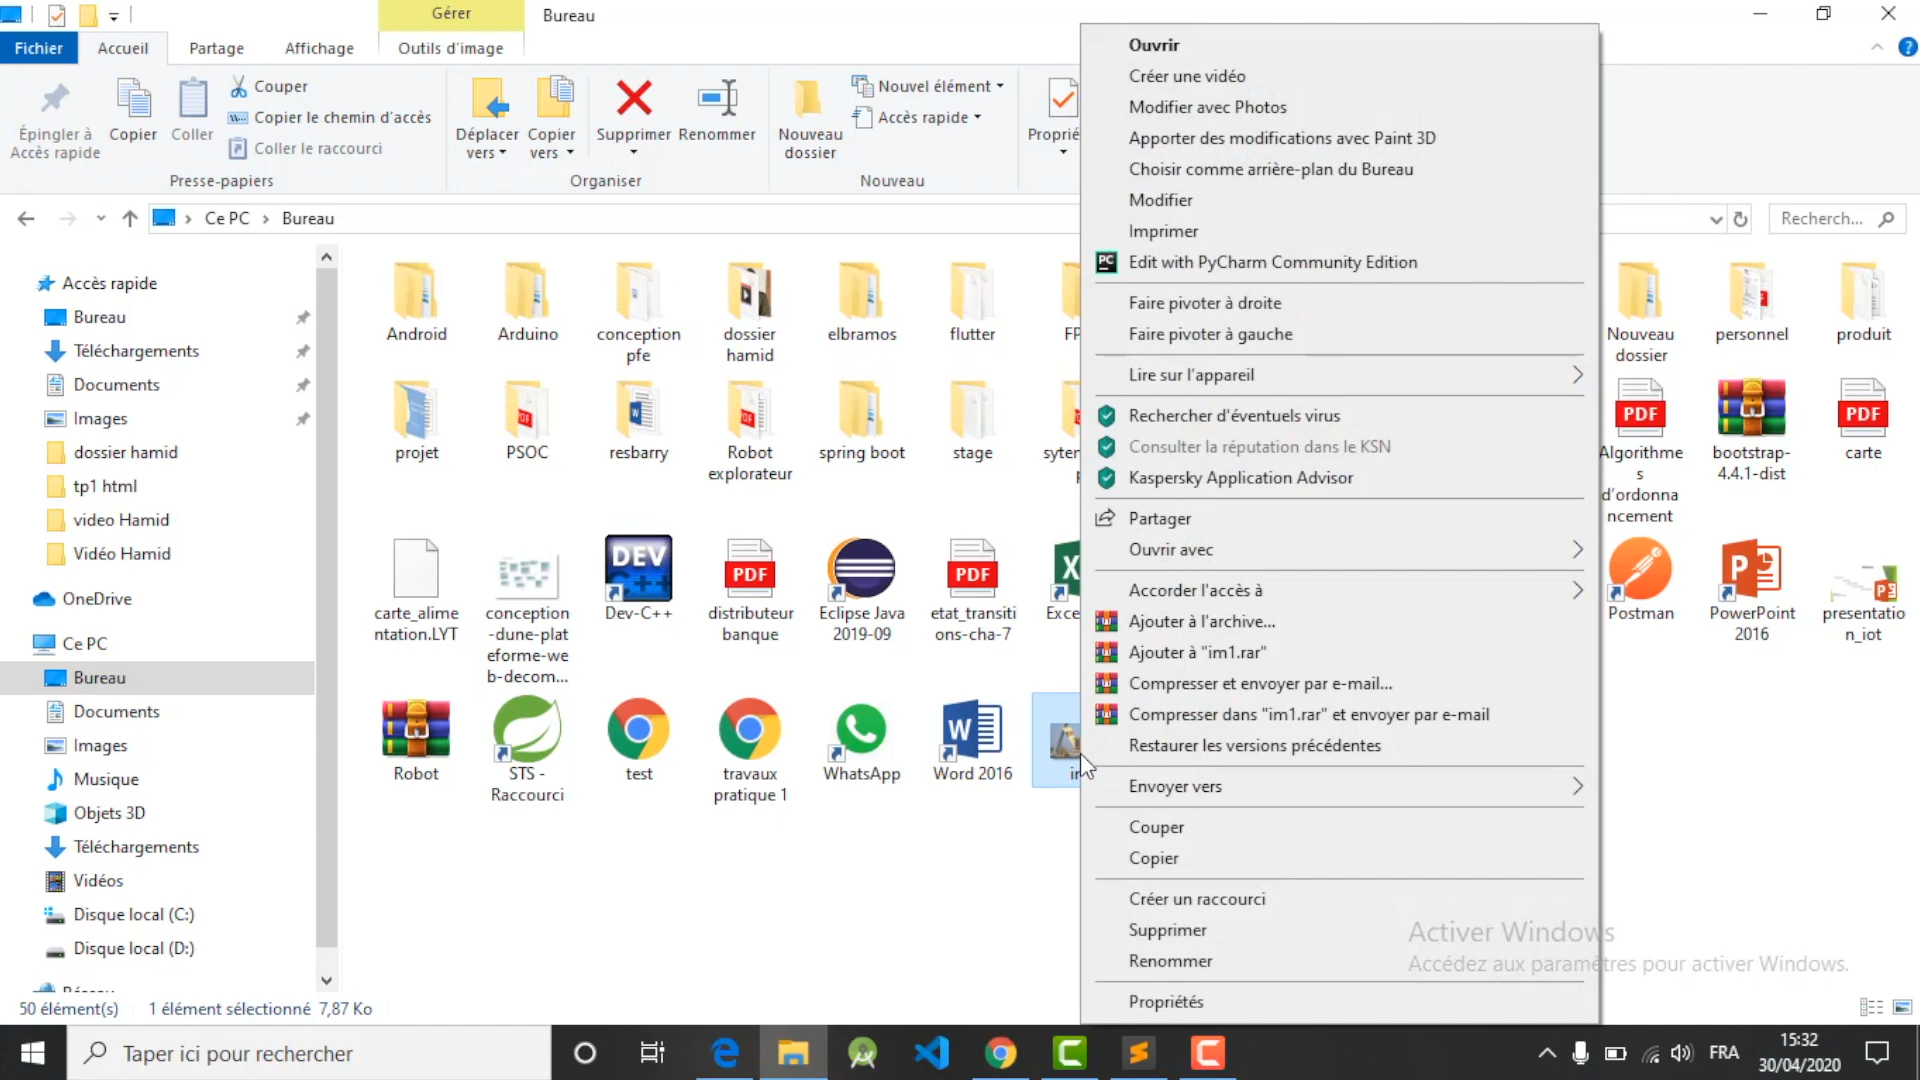 Gérer
Bureau
Fichier
Accueil
Partage
Affichage
Outils d'image
Épingler à
Accès rapide
Copier
Coller
Couper
Copier le chemin d'accès
Coller le raccourci
Presse-papiers
Déplacer
vers
Copier
vers
Supprimer
Renommer
Organiser
Nouveau
dossier
Nouvel élément
Accès rapide
Nouveau
Proprié
Ce PC
Bureau
Recherch...
Accès rapide
Bureau
Téléchargements
Documents
Images
dossier hamid
tp1 html
video Hamid
Vidéo Hamid
OneDrive
Ce PC
Bureau
Documents
Images
Musique
Objets 3D
Téléchargements
Vidéos
Disque local (C:)
Disque local (D:)
Android
Arduino
conception
pfe
dossier
hamid
elbramos
flutter
FP
Nouveau
dossier
personnel
produit
projet
PSOC
resbarry
Robot
explorateur
spring boot
stage
syten
PDF
Algorithme
s
d'ordonna
ncement
bootstrap-
4.4.1-dist
PDF
carte
carte_alime
ntation.LYT
conception
-dune-plat
eforme-we
b-decom...
DEV
C++
Dev-C++
PDF
distributeur
banque
Eclipse Java
2019-09
PDF
etat_transiti
ons-cha-7
Exce
Postman
PowerPoint
2016
presentatio
n_iot
Robot
STS -
Raccourci
test
travaux
pratique 1
WhatsApp
Word 2016
Ouvrir
Créer une vidéo
Modifier avec Photos
Apporter des modifications avec Paint 3D
Choisir comme arrière-plan du Bureau
Modifier
Imprimer
PC
Edit with PyCharm Community Edition
Faire pivoter à droite
Faire pivoter à gauche
Lire sur l'appareil
Rechercher d'éventuels virus
Consulter la réputation dans le KSN
Kaspersky Application Advisor
Partager
Ouvrir avec
Accorder l'accès à
Ajouter à l'archive...
Ajouter à "im1.rar"
Compresser et envoyer par e-mail...
Compresser dans "im1.rar" et envoyer par e-mail
Restaurer les versions précédentes
Envoyer vers
Couper
Copier
Créer un raccourci
Supprimer
Renommer
Propriétés
Activer Windows
Accédez aux paramètres pour activer Windows.
50 élément(s)
1 élément sélectionné 7,87 Ko
Taper ici pour rechercher
FRA
15:32
30/04/2020